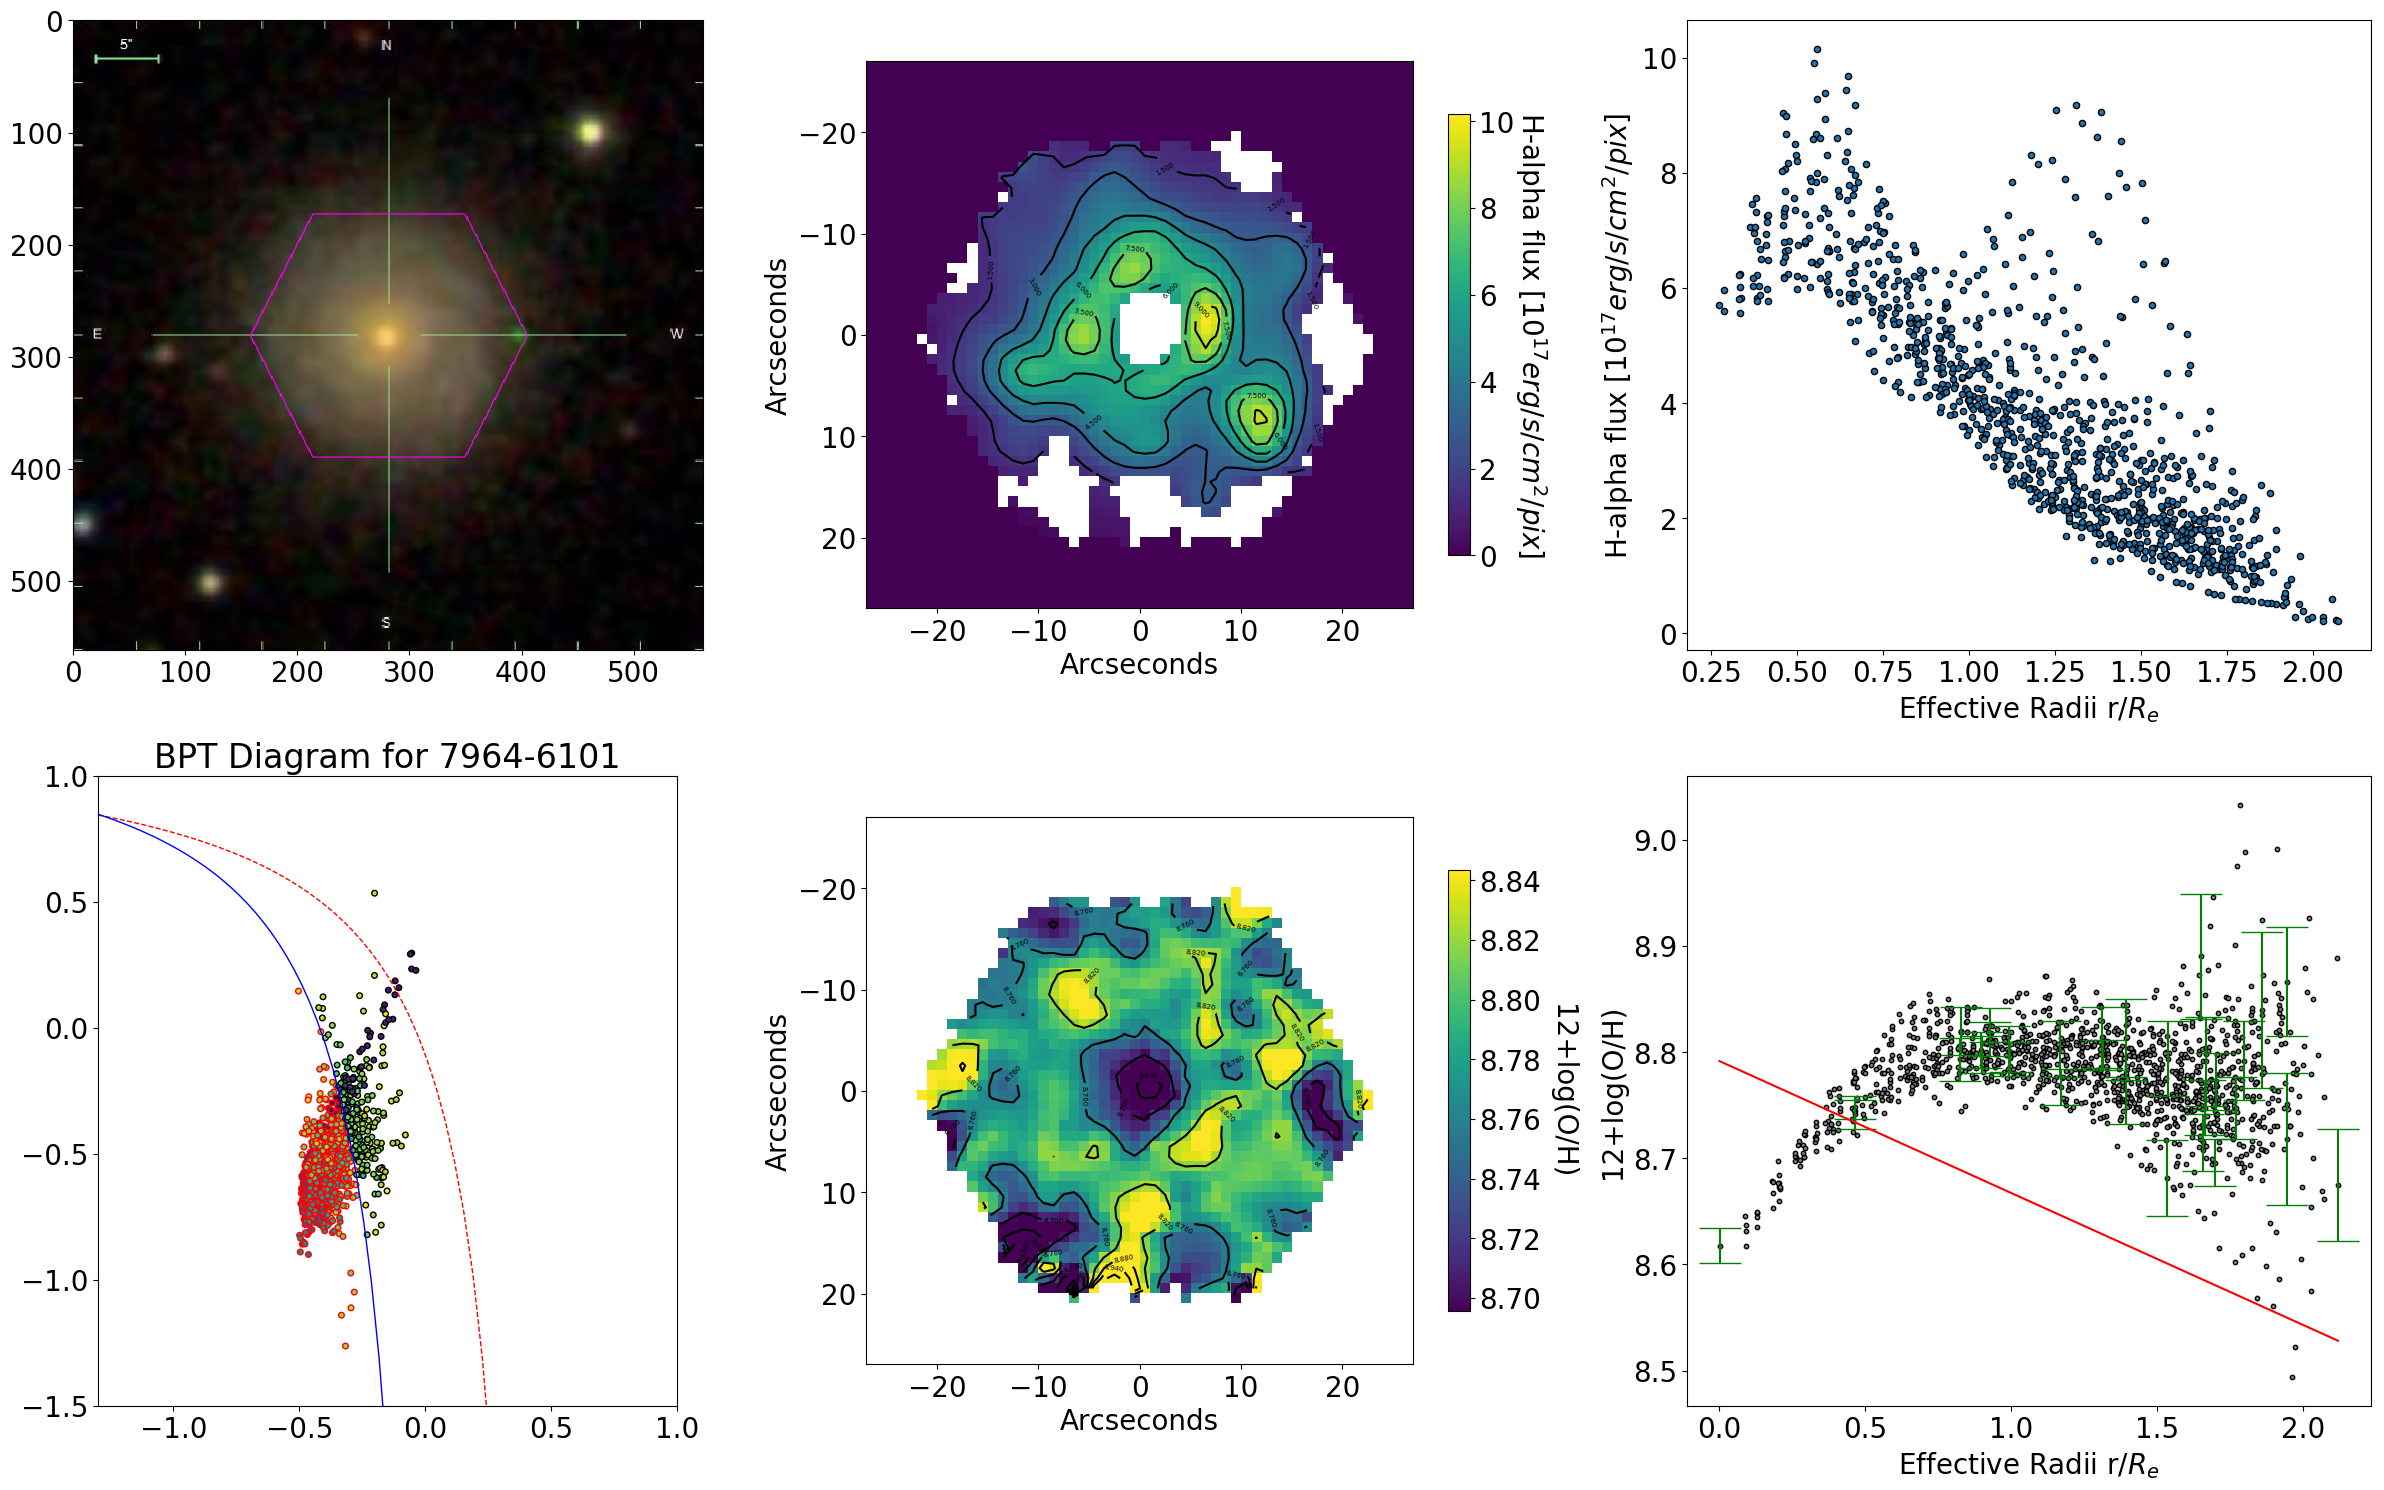 0
100
200
300
400
500
0 100 200 300 400 500
5"
N
E
W
S
−20
−10
0
10
20
Arcseconds
−20 −10 0 10 20
Arcseconds
10
8
6
4
2
0
H-alpha flux [10^17 erg/s/cm^2/pix]
10
8
6
4
2
0
H-alpha flux [10^17 erg/s/cm^2/pix]
0.25 0.50 0.75 1.00 1.25 1.50 1.75 2.00
Effective Radii r/R_e
BPT Diagram for 7964-6101
1.0
0.5
0.0
−0.5
−1.0
−1.5
−1.0 −0.5 0.0 0.5 1.0
−20
−10
0
10
20
Arcseconds
−20 −10 0 10 20
Arcseconds
8.84
8.82
8.80
8.78
8.76
8.74
8.72
8.70
12+log(O/H)
9.0
8.9
8.8
8.7
8.6
8.5
12+log(O/H)
0.0 0.5 1.0 1.5 2.0
Effective Radii r/R_e